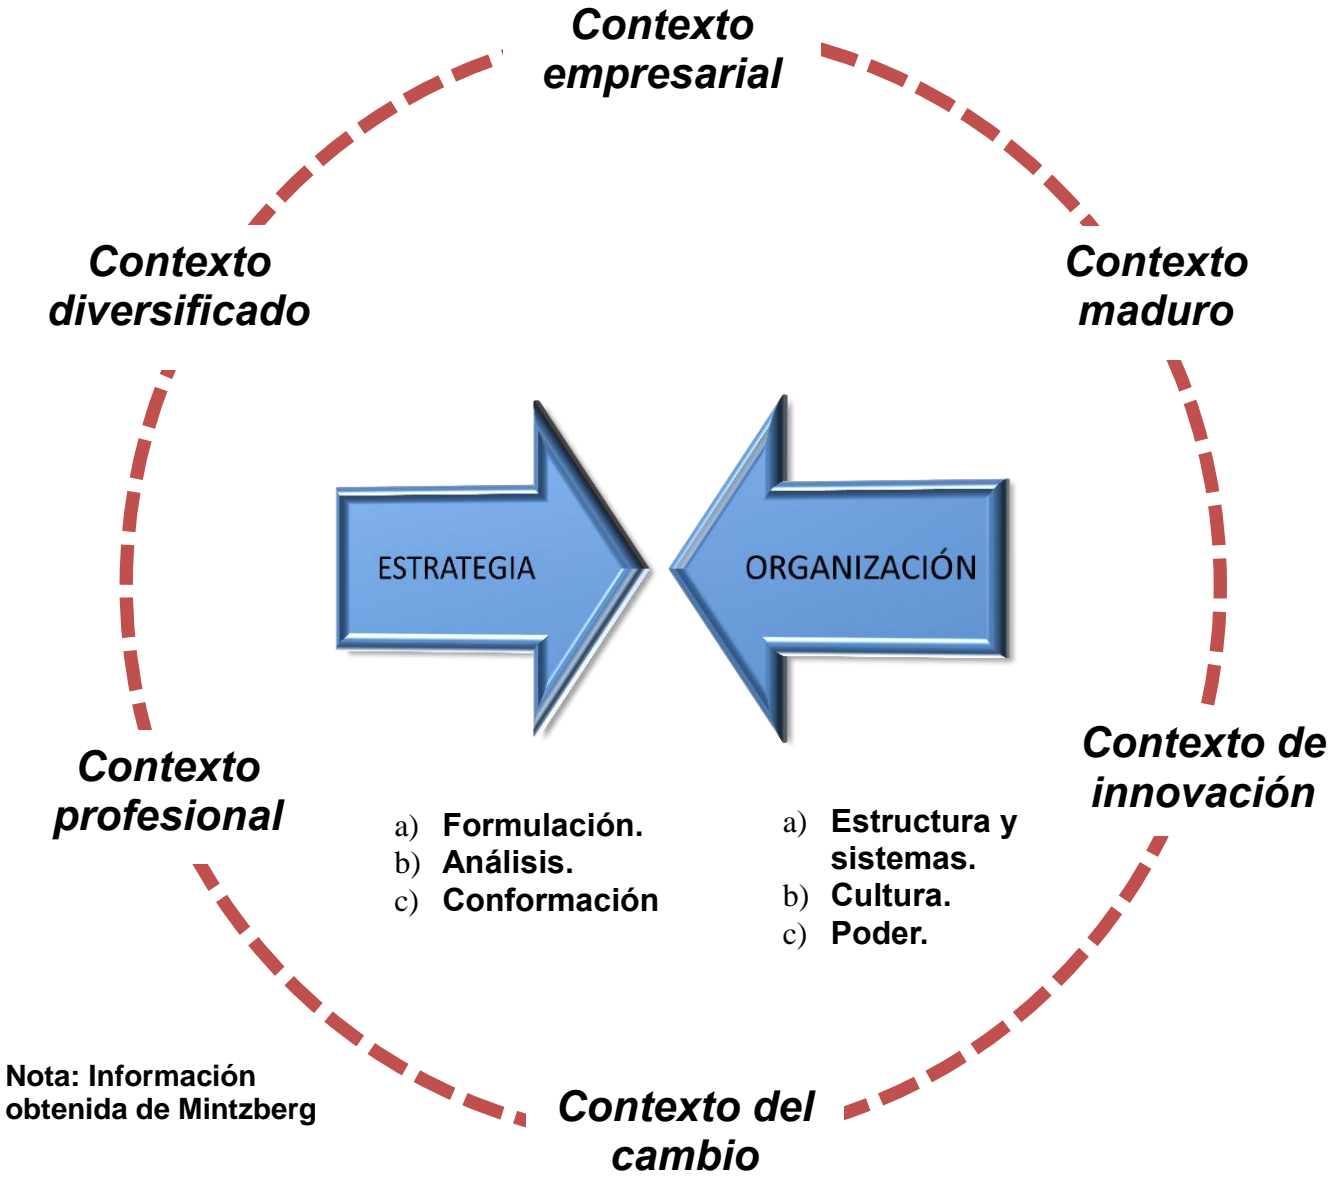 Contexto
empresarial
Contexto
diversificado
Contexto
maduro
ESTRATEGIA
ORGANIZACIÓN
Contexto
profesional
Contexto de
innovación
a) Formulación.
b) Análisis.
c) Conformación
a) Estructura y
sistemas.
b) Cultura.
c) Poder.
Nota: Información
obtenida de Mintzberg
Contexto del
cambio